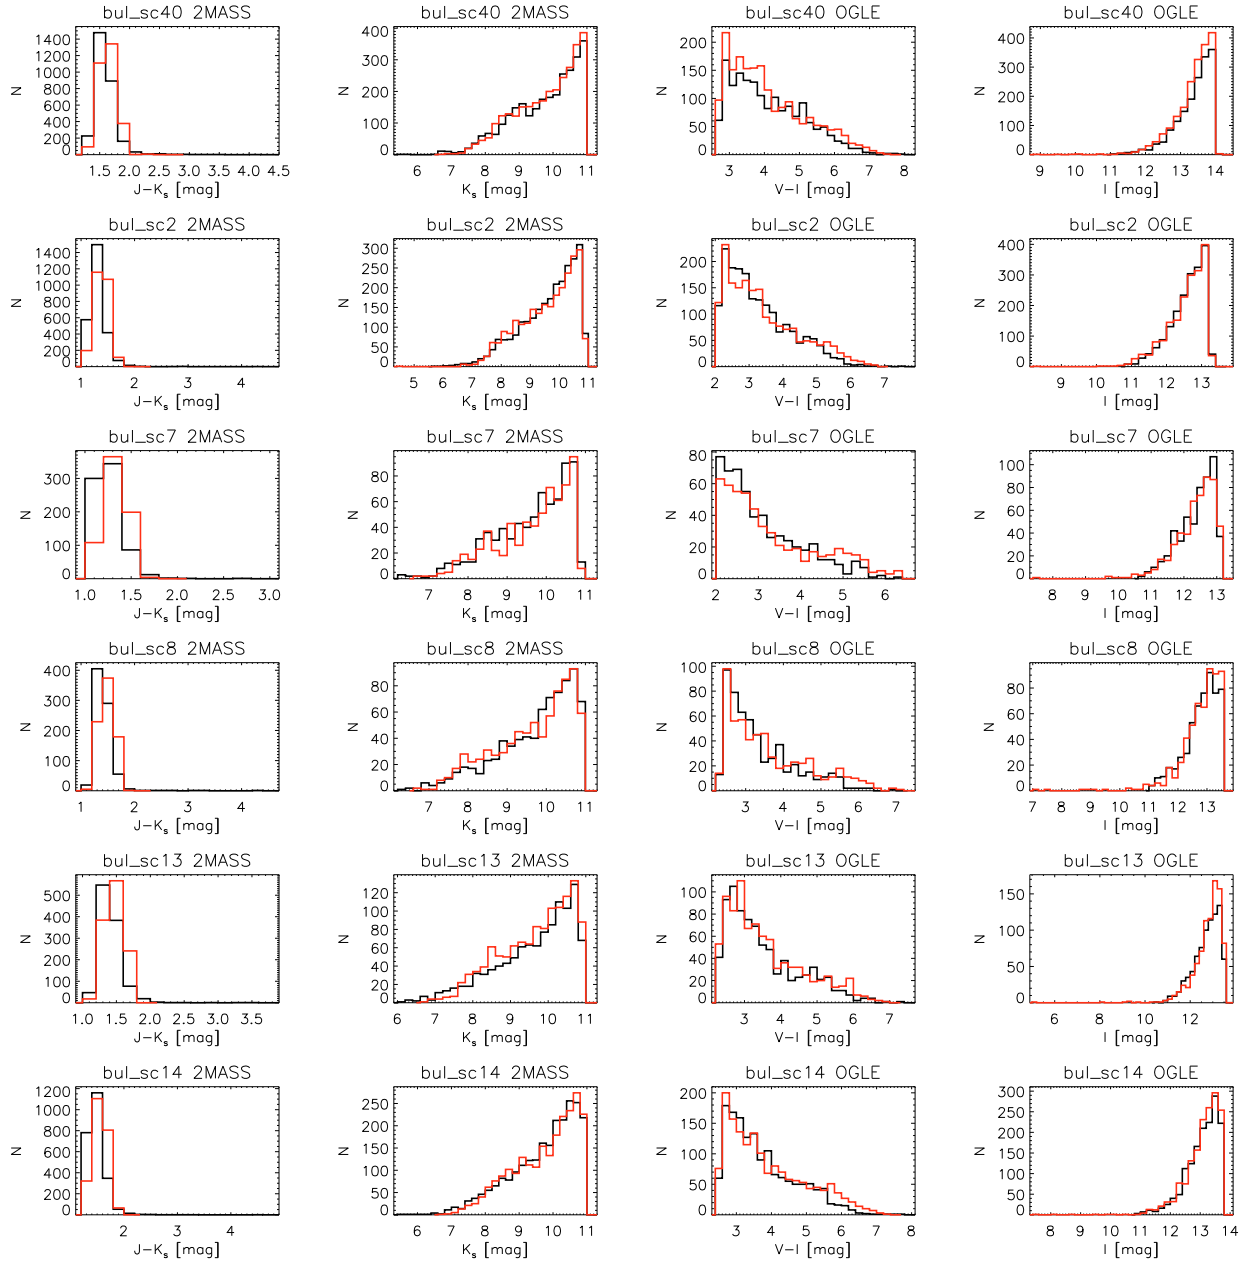 bul_sc40 2MASS
bul_sc40 2MASS
bul_sc40 OGLE
bul_sc40 OGLE
N
1400
1200
1000
800
600
400
200
0
1.5 2.0 2.5 3.0 3.5 4.0 4.5
J−Ks [mag]
N
400
300
200
100
0
6 7 8 9 10 11
Ks [mag]
N
200
150
100
50
0
3 4 5 6 7 8
V−I [mag]
N
400
300
200
100
0
9 10 11 12 13 14
I [mag]
bul_sc2 2MASS
bul_sc2 2MASS
bul_sc2 OGLE
bul_sc2 OGLE
N
1400
1200
1000
800
600
400
200
0
1 2 3 4
J−Ks [mag]
N
300
250
200
150
100
50
0
5 6 7 8 9 10 11
Ks [mag]
N
200
150
100
50
0
2 3 4 5 6 7
V−I [mag]
N
400
300
200
100
0
9 10 11 12 13
I [mag]
bul_sc7 2MASS
bul_sc7 2MASS
bul_sc7 OGLE
bul_sc7 OGLE
N
300
200
100
0
1.0 1.5 2.0 2.5 3.0
J−Ks [mag]
N
80
60
40
20
0
7 8 9 10 11
Ks [mag]
N
80
60
40
20
0
2 3 4 5 6
V−I [mag]
N
100
80
60
40
20
0
8 9 10 11 12 13
I [mag]
bul_sc8 2MASS
bul_sc8 2MASS
bul_sc8 OGLE
bul_sc8 OGLE
N
400
300
200
100
0
1 2 3 4
J−Ks [mag]
N
80
60
40
20
0
7 8 9 10 11
Ks [mag]
N
100
80
60
40
20
0
3 4 5 6 7
V−I [mag]
N
80
60
40
20
0
7 8 9 10 11 12 13
I [mag]
bul_sc13 2MASS
bul_sc13 2MASS
bul_sc13 OGLE
bul_sc13 OGLE
N
500
400
300
200
100
0
1.0 1.5 2.0 2.5 3.0 3.5
J−Ks [mag]
N
120
100
80
60
40
20
0
6 7 8 9 10 11
Ks [mag]
N
100
80
60
40
20
0
3 4 5 6 7
V−I [mag]
N
150
100
50
0
6 8 10 12
I [mag]
bul_sc14 2MASS
bul_sc14 2MASS
bul_sc14 OGLE
bul_sc14 OGLE
N
1200
1000
800
600
400
200
0
2 3 4
J−Ks [mag]
N
250
200
150
100
50
0
6 7 8 9 10 11
Ks [mag]
N
200
150
100
50
0
3 4 5 6 7 8
V−I [mag]
N
300
250
200
150
100
50
0
8 9 10 11 12 13 14
I [mag]